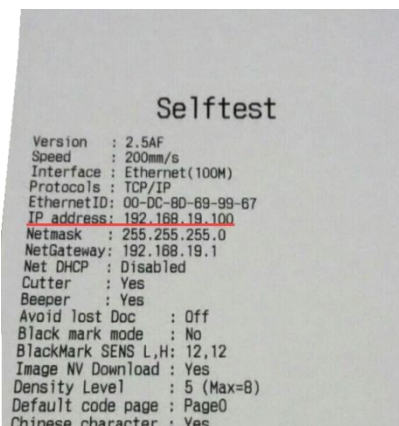 Selftest
Version : 2.5AF
Speed : 200mm/s
Interface : Ethernet(100M)
Protocols : TCP/IP
EthernetID: 00-DC-8D-69-99-67
IP address: 192.168.19.100
Netmask : 255.255.255.0
NetGateway: 192.168.19.1
Net DHCP : Disabled
Cutter : Yes
Beeper : Yes
Avoid lost Doc : Off
Black mark mode : No
BlackMark SENS L,H: 12,12
Image NV Download : Yes
Density Level : 5 (Max=8)
Default code page : Page0
Chinese character : Yes